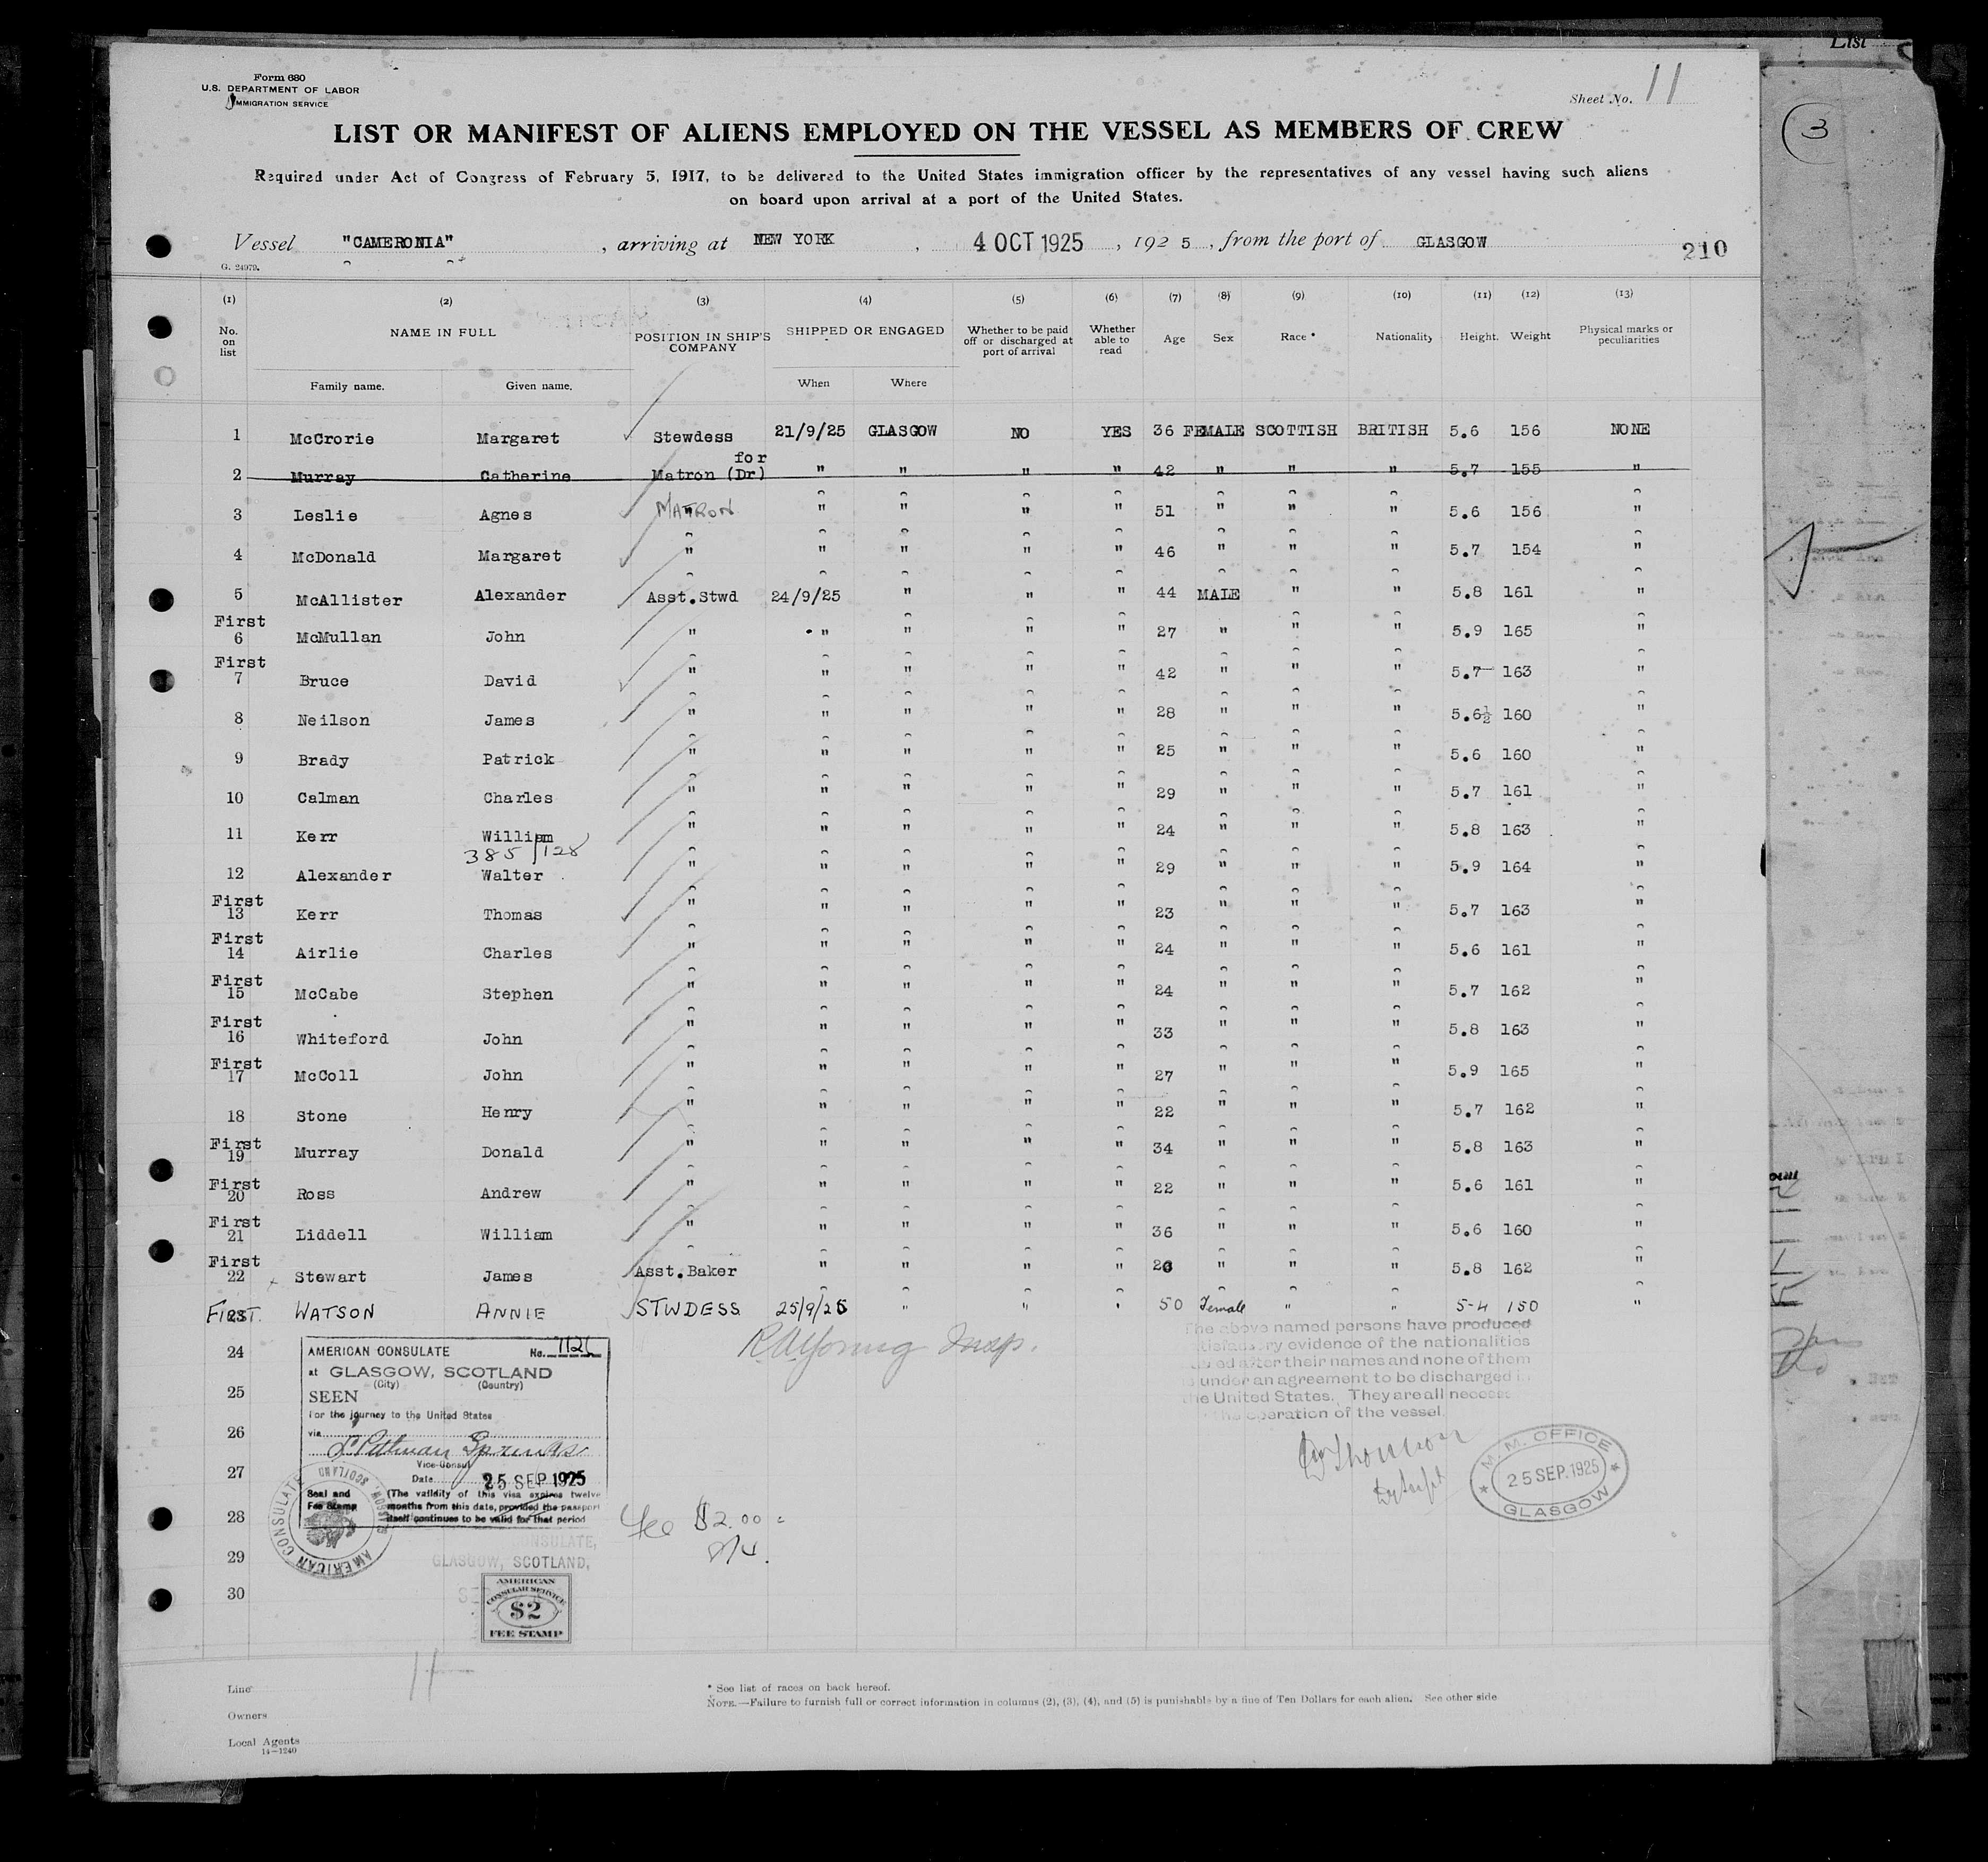 List
Form 680
U.S. DEPARTMENT OF LABOR
IMMIGRATION SERVICE
Sheet No. 11
3
LIST OR MANIFEST OF ALIENS EMPLOYED ON THE VESSEL AS MEMBERS OF CREW
Required under Act of Congress of February 5, 1917, to be delivered to the United States immigration officer by the representatives of any vessel having such aliens
on board upon arrival at a port of the United States.
Vessel "CAMERONIA", arriving at NEW YORK, 4 OCT 1925, 192 5, from the port of GLASGOW
210
G. 24979.
(1) (2) (3) (4) (5) (6) (7) (8) (9) (10) (11) (12) (13)
No. on list NAME IN FULL POSITION IN SHIP'S COMPANY SHIPPED OR ENGAGED Whether to be paid off or discharged at port of arrival Whether able to read Age Sex Race * Nationality Height. Weight Physical marks or peculiarities
Family name. Given name. When Where
1 McCrorie Margaret Stewdess 21/9/25 GLASGOW NO YES 36 FEMALE SCOTTISH BRITISH 5.6 156 NONE
for
2 Murray Catherine Matron (Dr) " " " " 42 " " " 5.7 155 "
3 Leslie Agnes MATRON " " " " 51 " " " 5.6 156 "
4 McDonald Margaret " " " " " 46 " " " 5.7 154 "
5 McAllister Alexander Asst.Stwd 24/9/25 " " " 44 MALE " " 5.8 161 "
First
6 McMullan John " " " " " 27 " " " 5.9 165 "
First
7 Bruce David " " " " " 42 " " " 5.7 163 "
8 Neilson James " " " " " 28 " " " 5.6½ 160 "
9 Brady Patrick " " " " " 25 " " " 5.6 160 "
10 Calman Charles " " " " " 29 " " " 5.7 161 "
11 Kerr William " " " " " 24 " " " 5.8 163 "
385/128
12 Alexander Walter " " " " " 29 " " " 5.9 164 "
First
13 Kerr Thomas " " " " " 23 " " " 5.7 163 "
First
14 Airlie Charles " " " " " 24 " " " 5.6 161 "
First
15 McCabe Stephen " " " " " 24 " " " 5.7 162 "
First
16 Whiteford John " " " " " 33 " " " 5.8 163 "
First
17 McColl John " " " " " 27 " " " 5.9 165 "
18 Stone Henry " " " " " 22 " " " 5.7 162 "
First
19 Murray Donald " " " " " 34 " " " 5.8 163 "
First
20 Ross Andrew " " " " " 22 " " " 5.6 161 "
First
21 Liddell William " " " " " 36 " " " 5.6 160 "
First
22 Stewart James Asst.Baker " " " " 26 " " " 5.8 162 "
FIRST. 23 WATSON ANNIE STWDESS 25/9/25 " " " 50 Female " " 5-4 150 "
24
25
26
27
28
29
30
AMERICAN CONSULATE No.
at GLASGOW, SCOTLAND
(City) (Country)
SEEN
For the journey to the United States
via
Vice-Consul
Date 25 SEP 1925
Seal and Fee Stamp
(The validity of this visa expires twelve
months from this date, provided the passport
itself continues to be valid for that period
AMERICAN CONSULATE
SCOTLAND
CONSULATE,
GLASGOW, SCOTLAND,
AMERICAN
CONSULAR SERVICE
$2
FEE STAMP
R A Young Insp.
Fee $2.00
The above named persons have produced
satisfactory evidence of the nationalities
after their names and none of them
under an agreement to be discharged in
the United States. They are all
the operation of the vessel.
Thomson
M. M. OFFICE
25 SEP. 1925
GLASGOW
11
Line
Owners
Local Agents
14—1240
* See list of races on back hereof.
NOTE.—Failure to furnish full or correct information in columns (2), (3), (4), and (5) is punishable by a fine of Ten Dollars for each alien. See other side